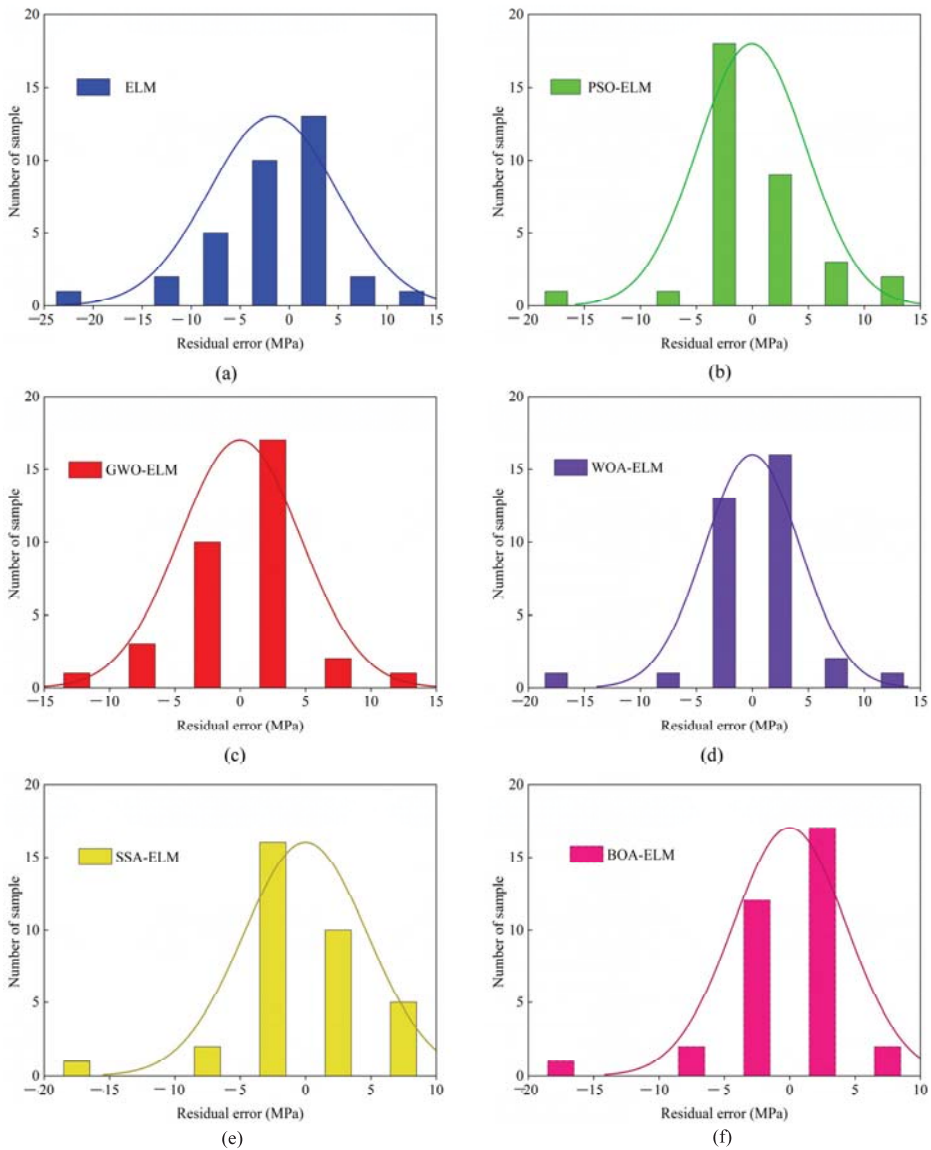 20
15
10
5
0
Number of sample
ELM
−25 −20 −15 −10 −5 0 5 10 15
Residual error (MPa)
(a)
20
15
10
5
0
Number of sample
PSO-ELM
−20 −15 −10 −5 0 5 10 15
Residual error (MPa)
(b)
20
15
10
5
0
Number of sample
GWO-ELM
−15 −10 −5 0 5 10 15
Residual error (MPa)
(c)
20
15
10
5
0
Number of sample
WOA-ELM
−20 −15 −10 −5 0 5 10 15
Residual error (MPa)
(d)
20
15
10
5
0
Number of sample
SSA-ELM
−20 −15 −10 −5 0 5 10
Residual error (MPa)
(e)
20
15
10
5
0
Number of sample
BOA-ELM
−20 −15 −10 −5 0 5 10
Residual error (MPa)
(f)